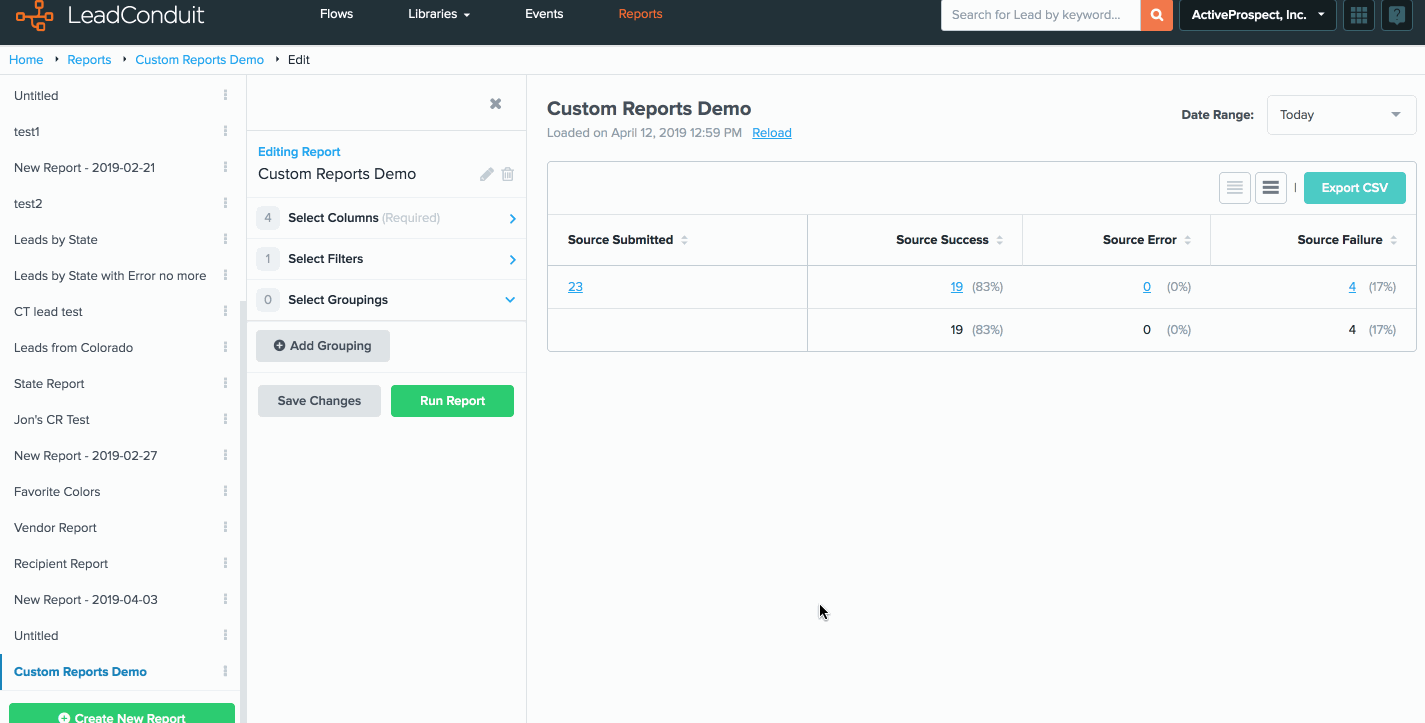 LeadConduit
Flows
Libraries
Events
Reports
Search for Lead by keyword...
ActiveProspect, Inc.
Home Reports Custom Reports Demo Edit
Untitled
test1
New Report - 2019-02-21
test2
Leads by State
Leads by State with Error no more
CT lead test
Leads from Colorado
State Report
Jon's CR Test
New Report - 2019-02-27
Favorite Colors
Vendor Report
Recipient Report
New Report - 2019-04-03
Untitled
Custom Reports Demo
Create New Report
Editing Report
Custom Reports Demo
4 Select Columns (Required)
1 Select Filters
0 Select Groupings
Add Grouping
Save Changes Run Report
Custom Reports Demo
Loaded on April 12, 2019 12:59 PM Reload
Date Range: Today
| Export CSV
Source Submitted Source Success Source Error Source Failure
23 19 (83%) 0 (0%) 4 (17%)
19 (83%) 0 (0%) 4 (17%)